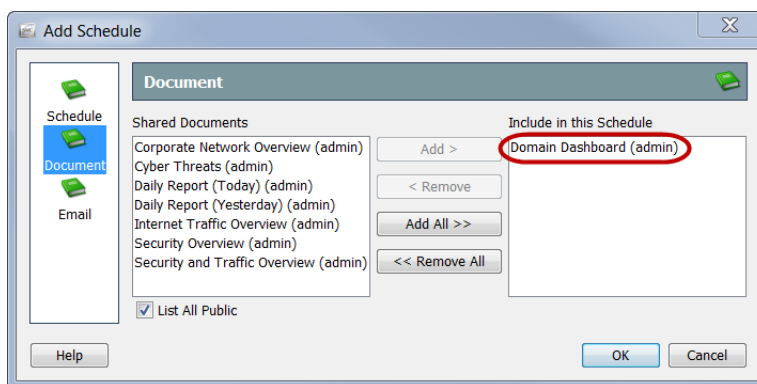 Add Schedule
Schedule
Document
Email
Document
Shared Documents
Corporate Network Overview (admin)
Cyber Threats (admin)
Daily Report (Today) (admin)
Daily Report (Yesterday) (admin)
Internet Traffic Overview (admin)
Security Overview (admin)
Security and Traffic Overview (admin)
List All Public
Add >
< Remove
Add All >>
<< Remove All
Include in this Schedule
Domain Dashboard (admin)
Help
OK
Cancel